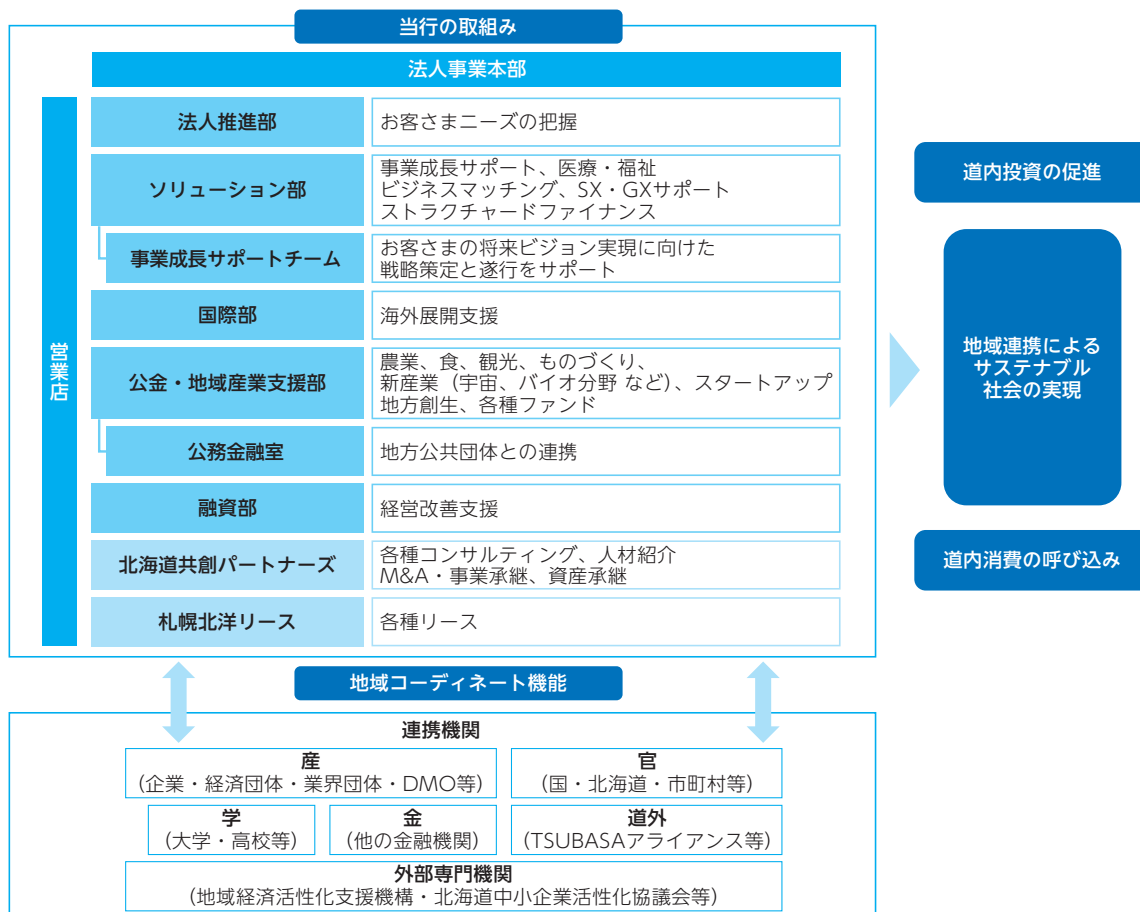 当行の取組み
法人事業本部
営業店
法人推進部
お客さまニーズの把握
ソリューション部
事業成長サポート、医療・福祉
ビジネスマッチング、SX・GXサポート
ストラクチャードファイナンス
事業成長サポートチーム
お客さまの将来ビジョン実現に向けた
戦略策定と遂行をサポート
国際部
海外展開支援
公金・地域産業支援部
農業、食、観光、ものづくり、
新産業（宇宙、バイオ分野 など）、スタートアップ
地方創生、各種ファンド
公務金融室
地方公共団体との連携
融資部
経営改善支援
北海道共創パートナーズ
各種コンサルティング、人材紹介
M&A・事業承継、資産承継
札幌北洋リース
各種リース
道内投資の促進
地域連携による
サステナブル
社会の実現
道内消費の呼び込み
地域コーディネート機能
連携機関
産
（企業・経済団体・業界団体・DMO等）
官
（国・北海道・市町村等）
学
（大学・高校等）
金
（他の金融機関）
道外
（TSUBASAアライアンス等）
外部専門機関
（地域経済活性化支援機構・北海道中小企業活性化協議会等）